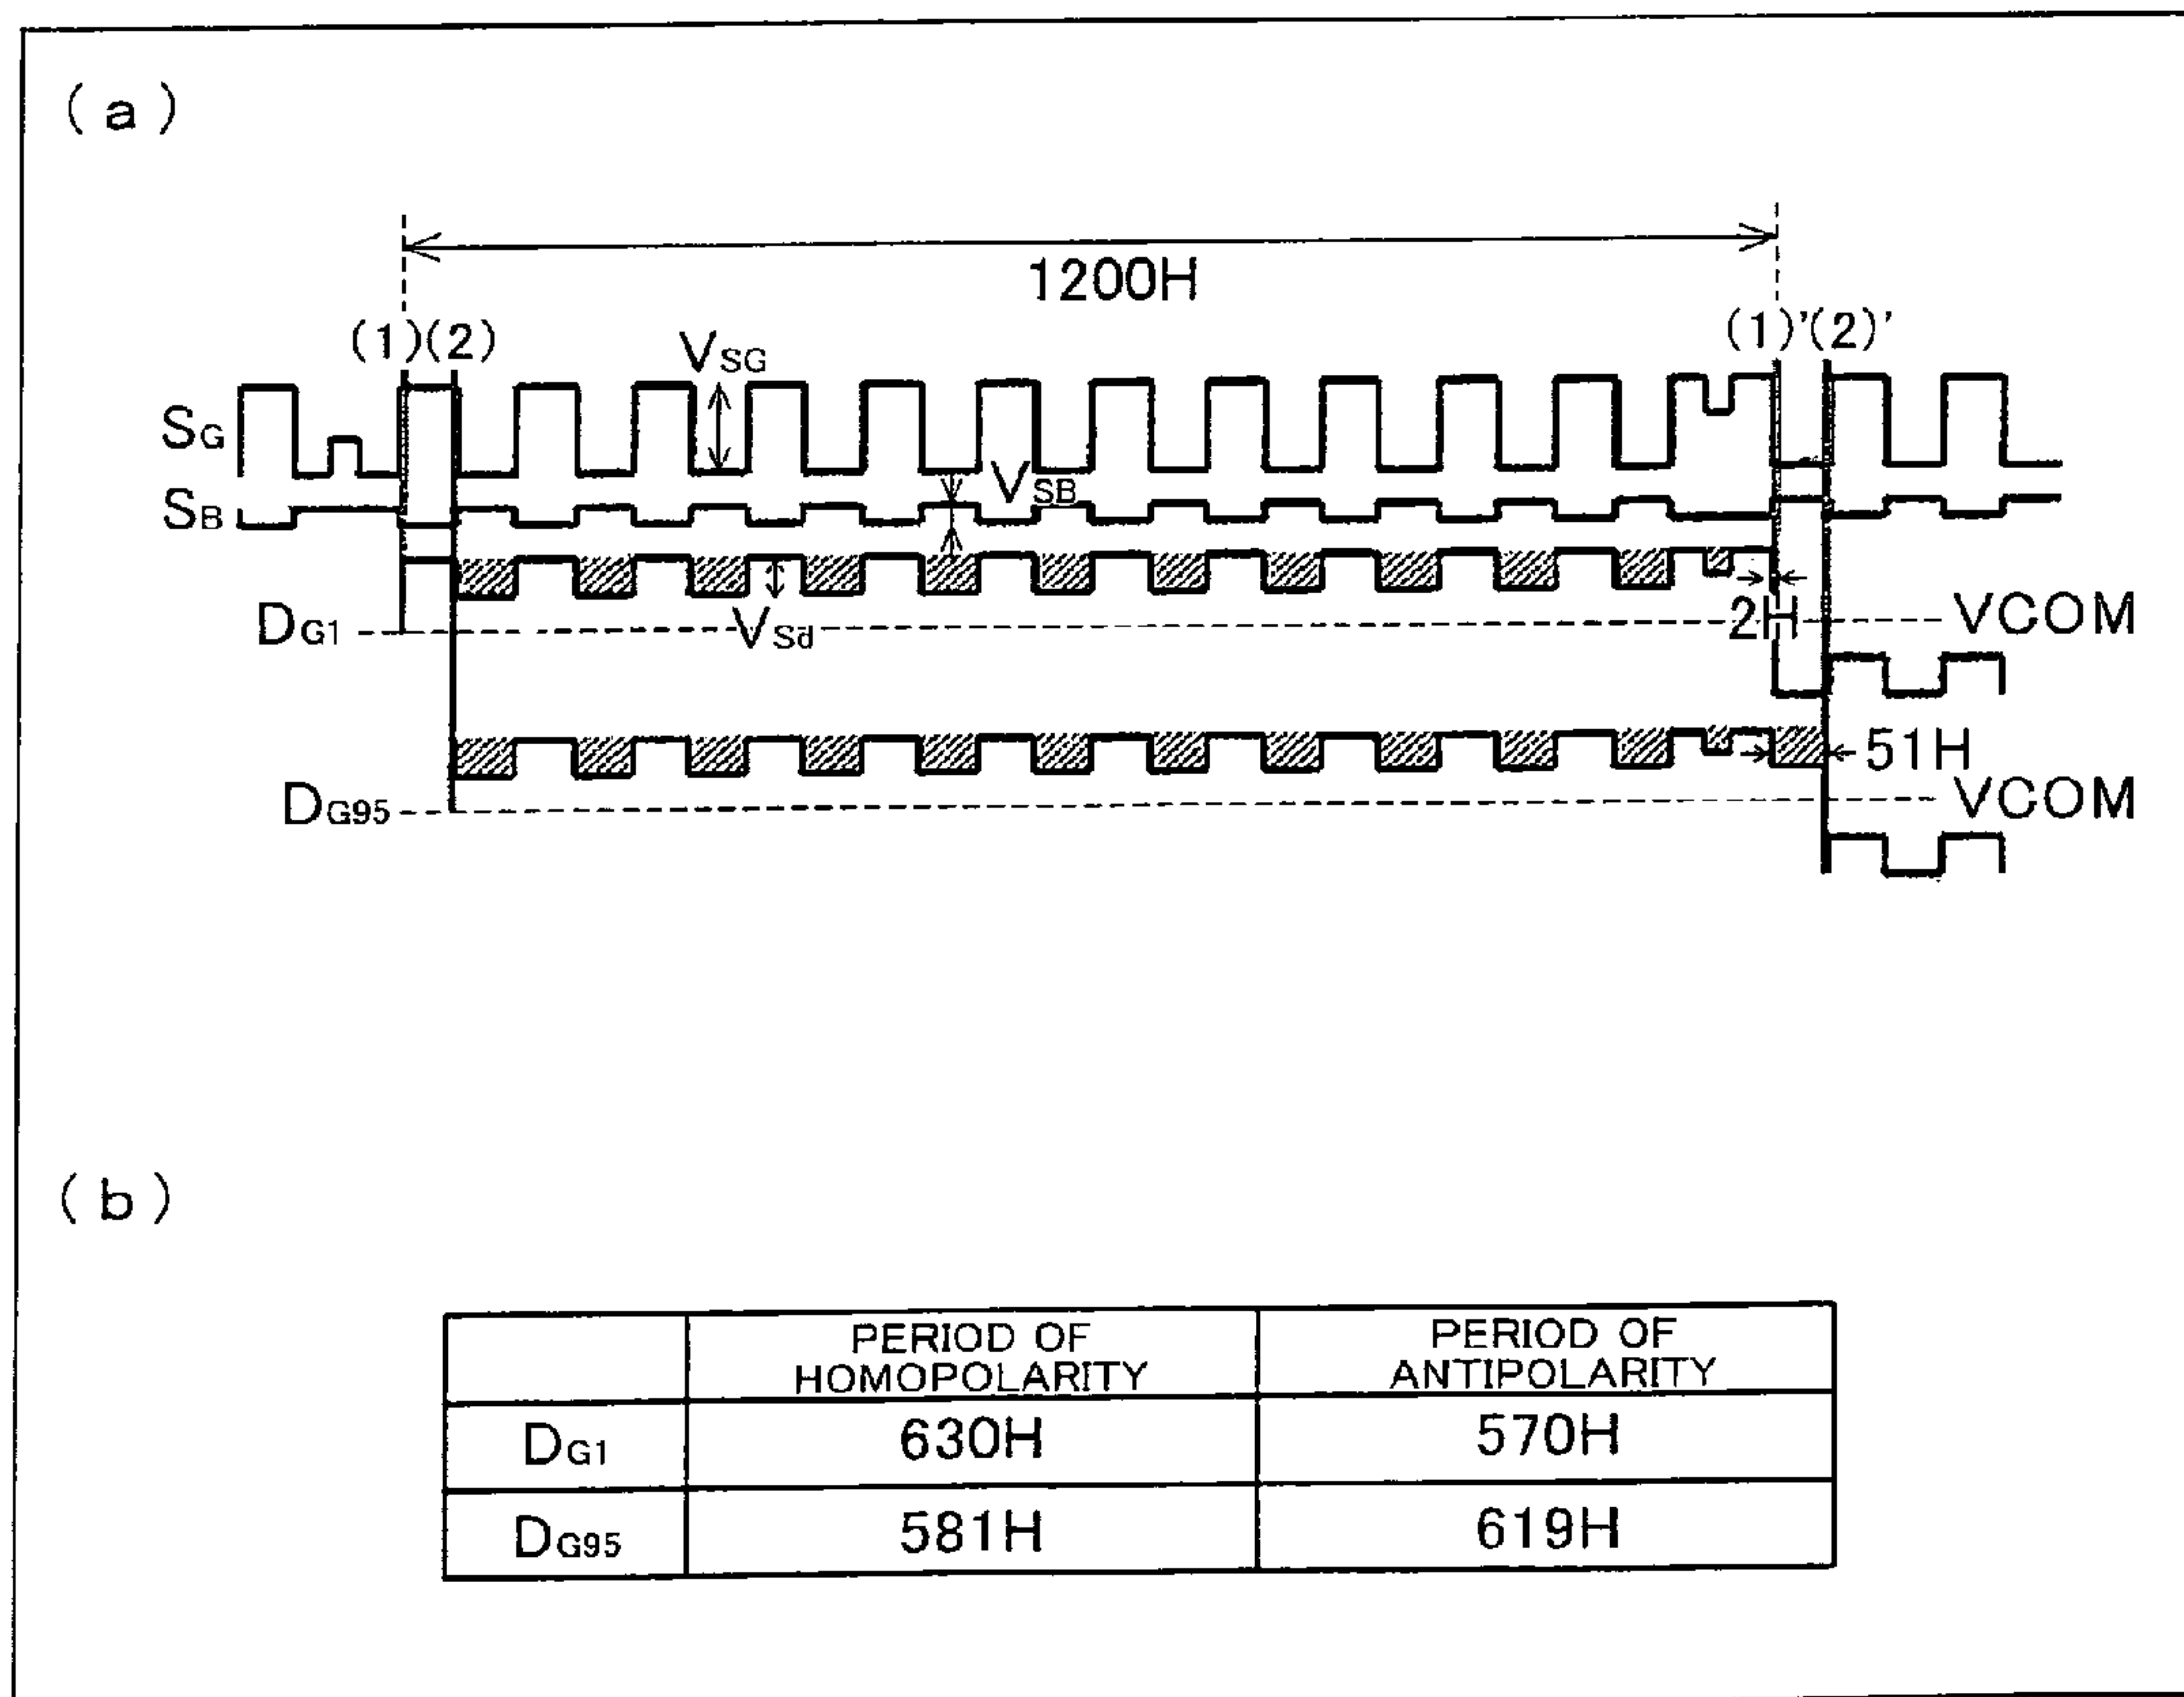 (a)
1200H
(1)(2)
(1)'(2)'
VSG
SG
VSB
SB
2H
DG1
VSd
VCOM
51H
DG95
VCOM
(b)
PERIOD OF HOMOPOLARITY
PERIOD OF ANTIPOLARITY
DG1 630H 570H
DG95 581H 619H